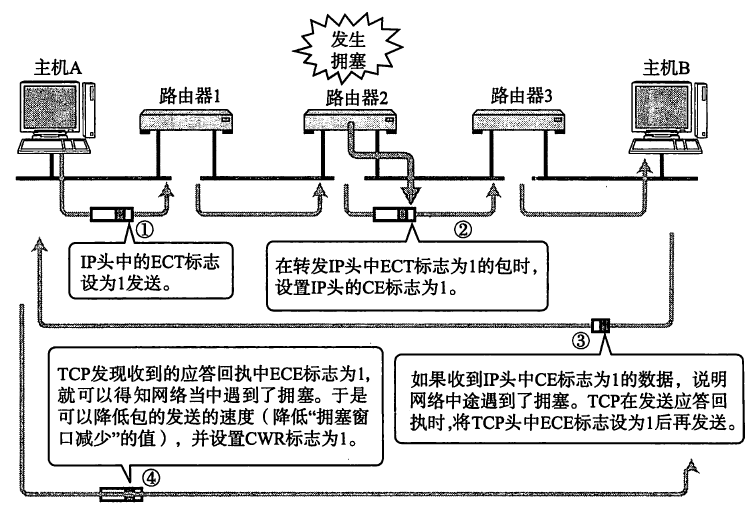 发生
拥塞
主机A
路由器1
路由器2
路由器3
主机B
①
IP头中的ECT标志
设为1发送。
②
在转发IP头中ECT标志为1的包时，
设置IP头的CE标志为1。
③
如果收到IP头中CE标志为1的数据，说明
网络中途遇到了拥塞。TCP在发送应答回
执时，将TCP头中ECE标志设为1后再发送。
TCP发现收到的应答回执中ECE标志为1，
就可以得知网络当中遇到了拥塞。于是
可以降低包的发送的速度（降低“拥塞窗
口减少”的值），并设置CWR标志为1。
④